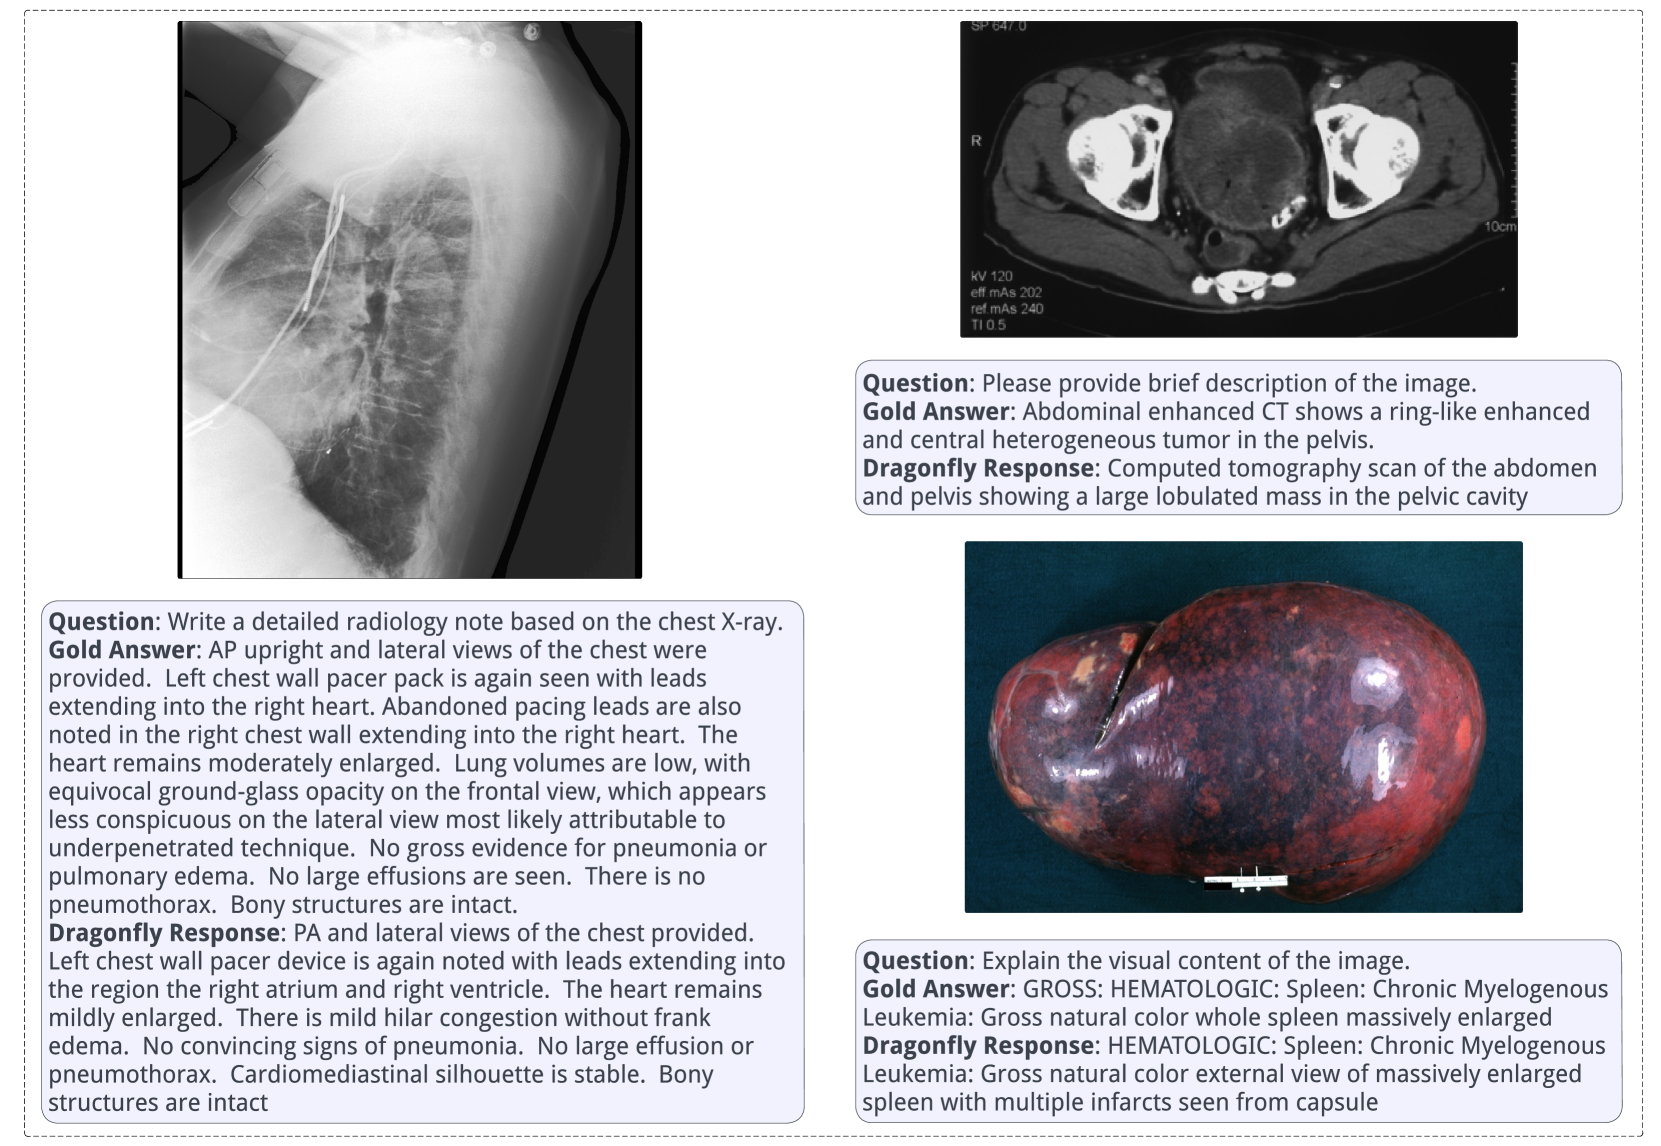 Question: Write a detailed radiology note based on the chest X-ray.
Gold Answer: AP upright and lateral views of the chest were
provided.  Left chest wall pacer pack is again seen with leads
extending into the right heart. Abandoned pacing leads are also
noted in the right chest wall extending into the right heart.  The
heart remains moderately enlarged.  Lung volumes are low, with
equivocal ground-glass opacity on the frontal view, which appears
less conspicuous on the lateral view most likely attributable to
underpenetrated technique.  No gross evidence for pneumonia or
pulmonary edema.  No large effusions are seen.  There is no
pneumothorax.  Bony structures are intact.
Dragonfly Response: PA and lateral views of the chest provided.
Left chest wall pacer device is again noted with leads extending into
the region the right atrium and right ventricle.  The heart remains
mildly enlarged.  There is mild hilar congestion without frank
edema.  No convincing signs of pneumonia.  No large effusion or
pneumothorax.  Cardiomediastinal silhouette is stable.  Bony
structures are intact
SP 647.0
R
10cm
kV 120
eff mAs 202
ref mAs 240
TI 0.5
Question: Please provide brief description of the image.
Gold Answer: Abdominal enhanced CT shows a ring-like enhanced
and central heterogeneous tumor in the pelvis.
Dragonfly Response: Computed tomography scan of the abdomen
and pelvis showing a large lobulated mass in the pelvic cavity
Question: Explain the visual content of the image.
Gold Answer: GROSS: HEMATOLOGIC: Spleen: Chronic Myelogenous
Leukemia: Gross natural color whole spleen massively enlarged
Dragonfly Response: HEMATOLOGIC: Spleen: Chronic Myelogenous
Leukemia: Gross natural color external view of massively enlarged
spleen with multiple infarcts seen from capsule